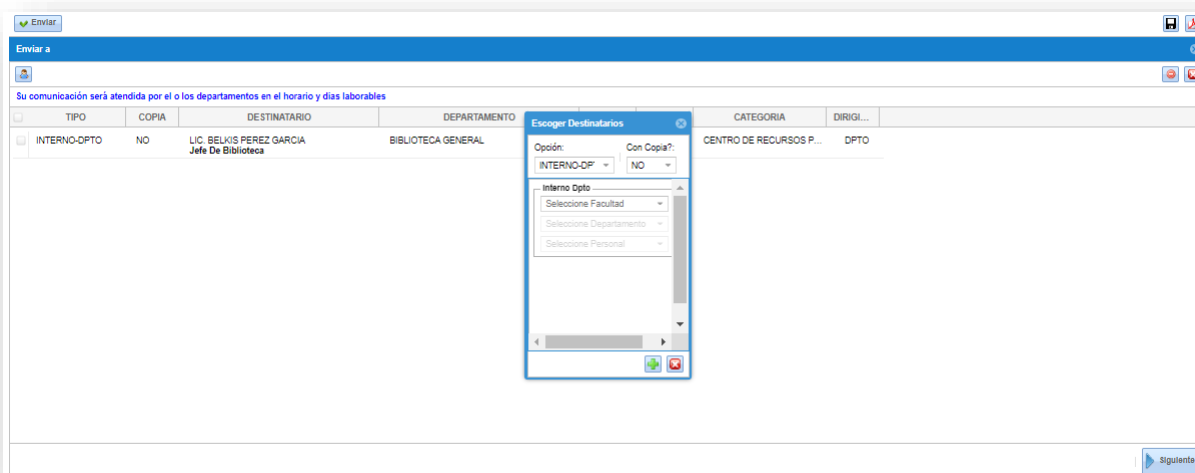 Enviar
Enviar a
Su comunicación será atendida por el o los departamentos en el horario y dias laborables
TIPO COPIA DESTINATARIO DEPARTAMENTO CATEGORIA DIRIGI...
INTERNO-DPTO NO LIC. BELKIS PEREZ GARCIA BIBLIOTECA GENERAL CENTRO DE RECURSOS P... DPTO
Jefe De Biblioteca
Escoger Destinatarios
Opción: Con Copia?:
INTERNO-DP NO
Interno Dpto
Seleccione Facultad
Seleccione Departamento
Seleccione Personal
Siguiente